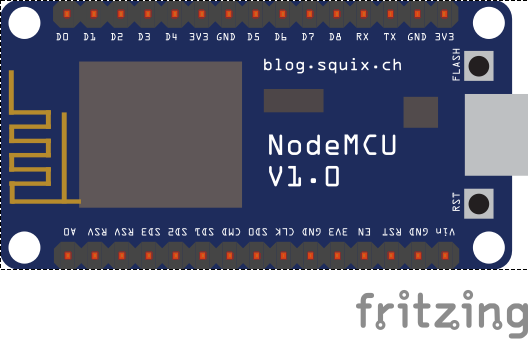 D0 D1 D2 D3 D4 3V3 GND D5 D6 D7 D8 RX TX GND 3V3
blog.squix.ch
FLASH
NodeMCU
V1.0
RST
A0 RSV RSV SD3 SD2 SD1 CMD SD0 CLK GND 3V3 EN RST GND Vin
fritzing